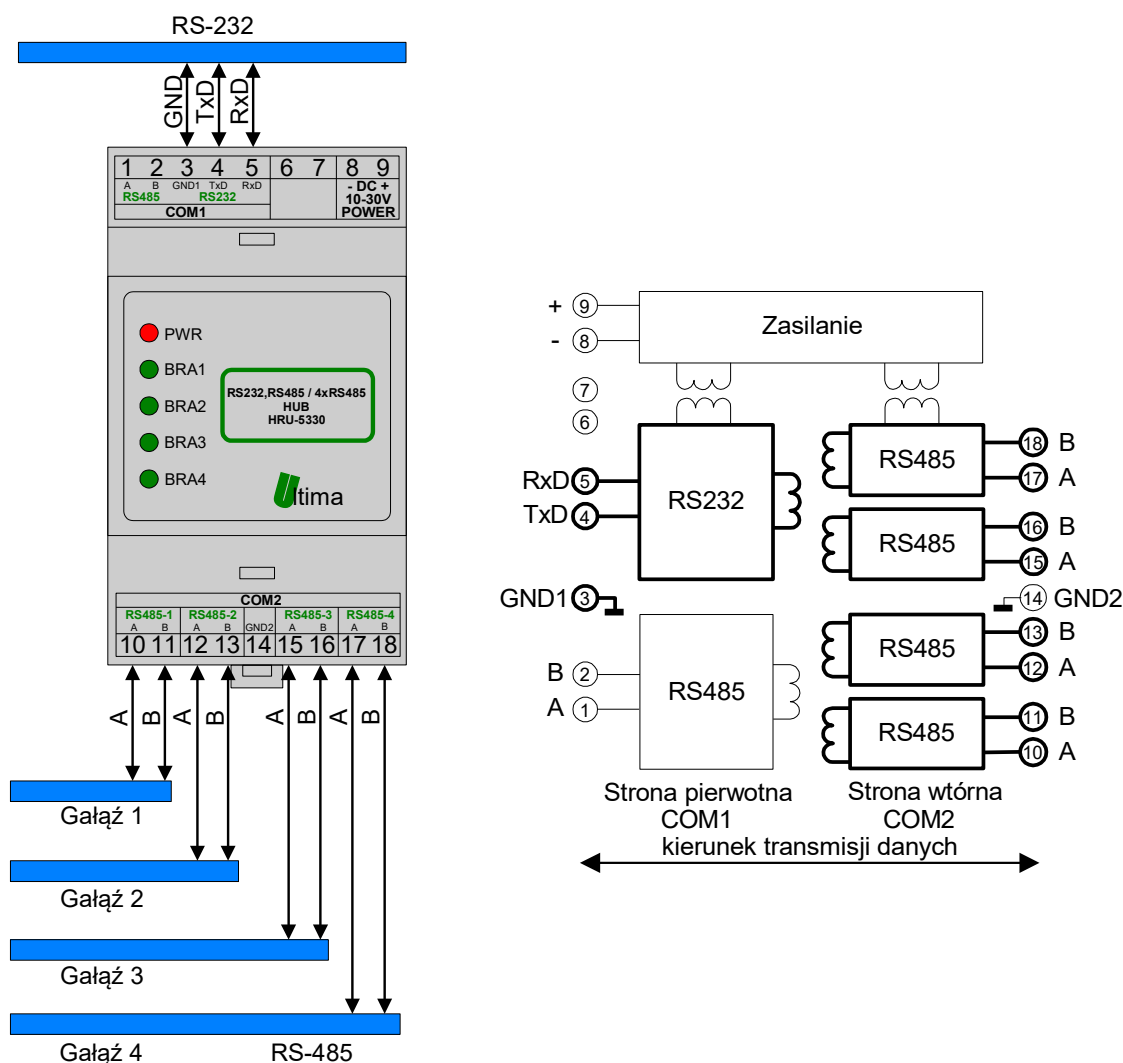 RS-232
GND
TxD
RxD
1 2 3 4 5 6 7 8 9
A B GND1 TxD RxD - DC +
RS485 RS232 10-30V
COM1 POWER
PWR
BRA1
BRA2
BRA3
BRA4
RS232,RS485 / 4xRS485
HUB
HRU-5330
Ultima
COM2
RS485-1 RS485-2 RS485-3 RS485-4
A B A B GND2 A B A B
10 11 12 13 14 15 16 17 18
A B A B A B A B
Gałąź 1
Gałąź 2
Gałąź 3
Gałąź 4 RS-485
+ 9
- 8
Zasilanie
7
6
RxD 5
TxD 4
RS232
GND1 3
B 2
A 1
RS485
RS485
18 B
17 A
RS485
16 B
15 A
14 GND2
RS485
13 B
12 A
RS485
11 B
10 A
Strona pierwotna
COM1
Strona wtórna
COM2
kierunek transmisji danych